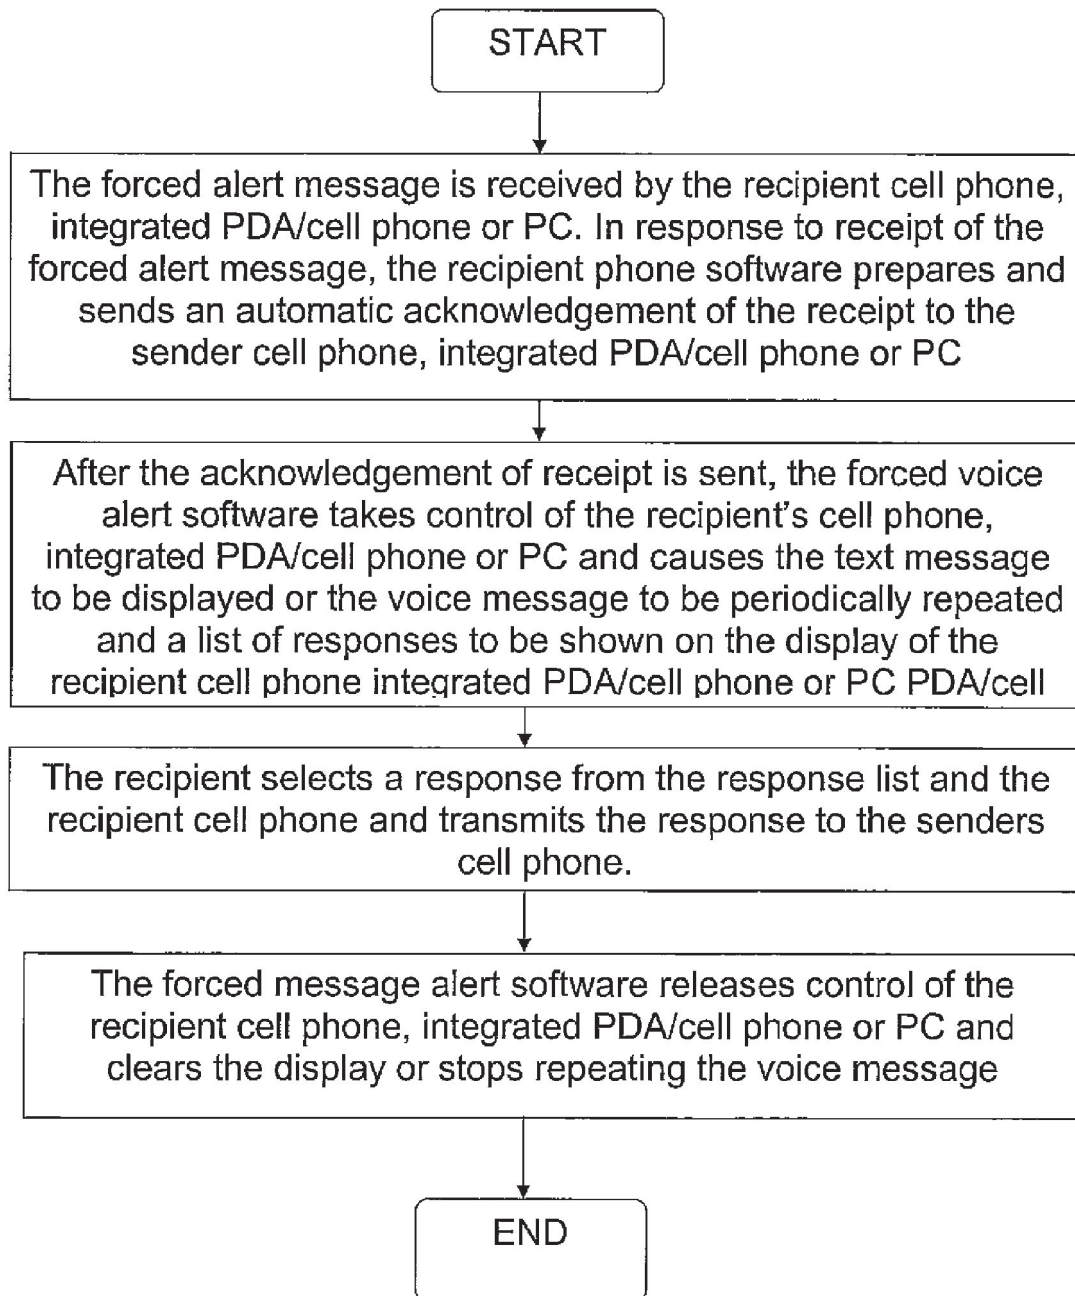 START
The forced alert message is received by the recipient cell phone,
integrated PDA/cell phone or PC. In response to receipt of the
forced alert message, the recipient phone software prepares and
sends an automatic acknowledgement of the receipt to the
sender cell phone, integrated PDA/cell phone or PC
After the acknowledgement of receipt is sent, the forced voice
alert software takes control of the recipient's cell phone,
integrated PDA/cell phone or PC and causes the text message
to be displayed or the voice message to be periodically repeated
and a list of responses to be shown on the display of the
recipient cell phone integrated PDA/cell phone or PC PDA/cell
The recipient selects a response from the response list and the
recipient cell phone and transmits the response to the senders
cell phone.
The forced message alert software releases control of the
recipient cell phone, integrated PDA/cell phone or PC and
clears the display or stops repeating the voice message
END